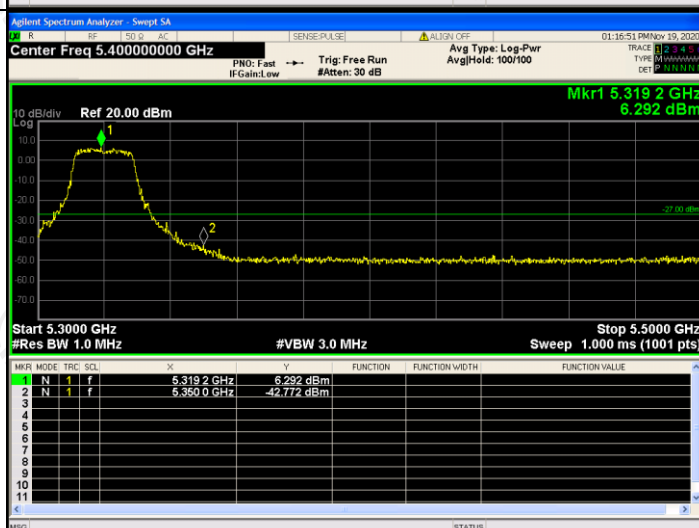 Agilent Spectrum Analyzer - Swept SA
R RF 50 Ω AC SENSE:PULSE ALIGN OFF 01:16:51 PM Nov 19, 2020
Center Freq 5.400000000 GHz
PNO: Fast
IFGain:Low
Trig: Free Run
#Atten: 30 dB
Avg Type: Log-Pwr
Avg|Hold: 100/100
TRACE 1 2 3 4 5
TYPE M
DET P N N N N
Mkr1 5.319 2 GHz
6.292 dBm
10 dB/div Ref 20.00 dBm
Log
1
10.0
0.00
-10.0
-20.0
-27.00 dBm
-30.0
2
-40.0
-50.0
-60.0
-70.0
Start 5.3000 GHz Stop 5.5000 GHz
#Res BW 1.0 MHz #VBW 3.0 MHz Sweep 1.000 ms (1001 pts)
MKR MODE TRC SCL X Y FUNCTION FUNCTION WIDTH FUNCTION VALUE
1 N 1 f 5.319 2 GHz 6.292 dBm
2 N 1 f 5.350 0 GHz -42.772 dBm
3
4
5
6
7
8
9
10
11
MSG STATUS